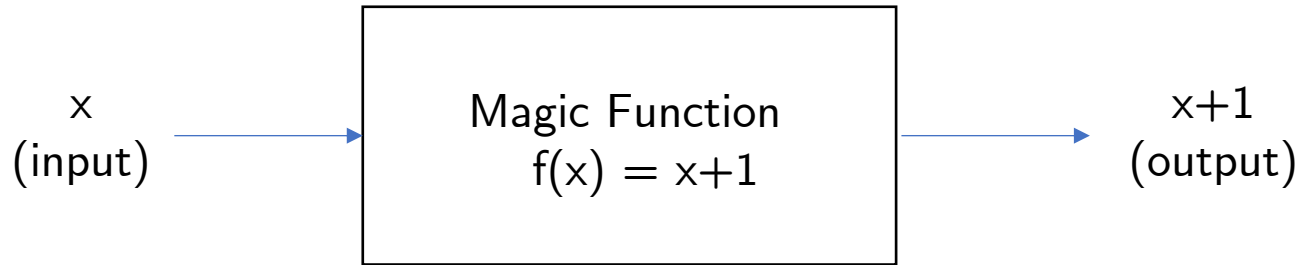 x
(input)
Magic Function
f(x) = x+1
x+1
(output)